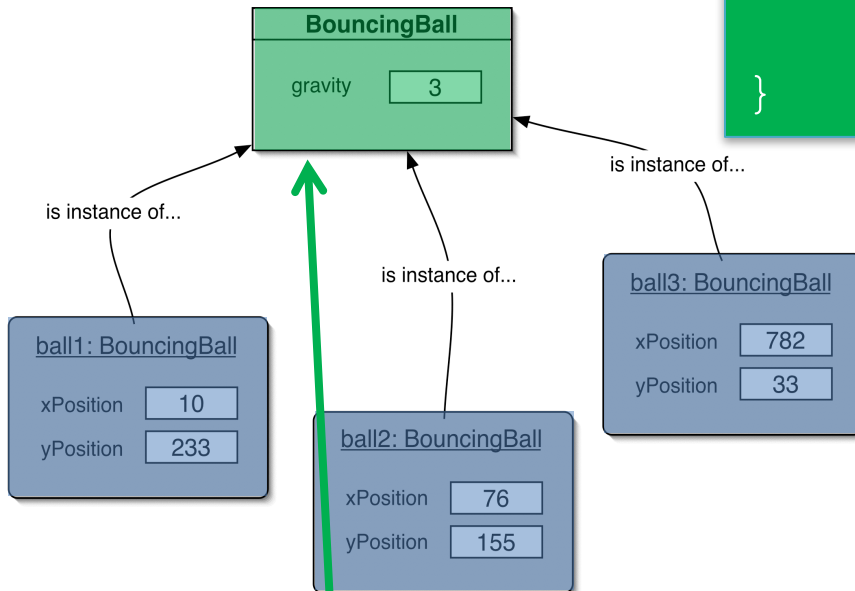 BouncingBall
gravity 3
}
is instance of...
is instance of...
is instance of...
ball1: BouncingBall
xPosition 10
yPosition 233
ball2: BouncingBall
xPosition 76
yPosition 155
ball3: BouncingBall
xPosition 782
yPosition 33